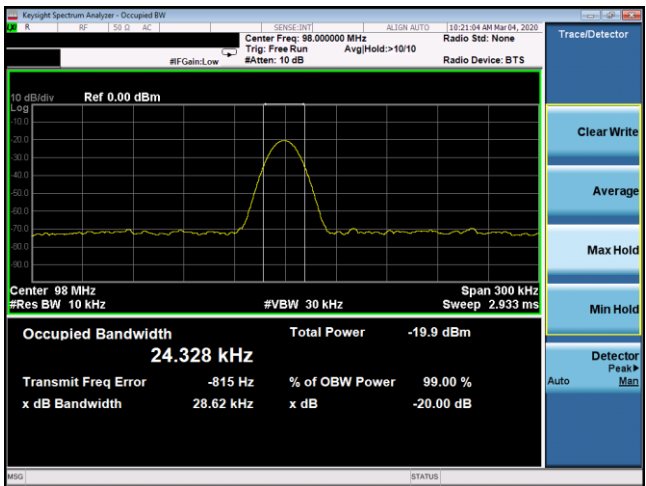 Keysight Spectrum Analyzer - Occupied BW
R RF 50 Ω AC SENSE:INT ALIGN AUTO 10:21:04 AM Mar 04, 2020
Center Freq: 98.000000 MHz Radio Std: None
Trig: Free Run Avg|Hold:>10/10
#IFGain:Low #Atten: 10 dB Radio Device: BTS
Trace/Detector
10 dB/div Ref 0.00 dBm
Log
-10.0
-20.0
-30.0
-40.0
-50.0
-60.0
-70.0
-80.0
-90.0
Center 98 MHz Span 300 kHz
#Res BW 10 kHz #VBW 30 kHz Sweep 2.933 ms
Occupied Bandwidth Total Power -19.9 dBm
24.328 kHz
Transmit Freq Error -815 Hz % of OBW Power 99.00 %
x dB Bandwidth 28.62 kHz x dB -20.00 dB
Clear Write
Average
Max Hold
Min Hold
Detector
Peak▶
Auto Man
MSG STATUS